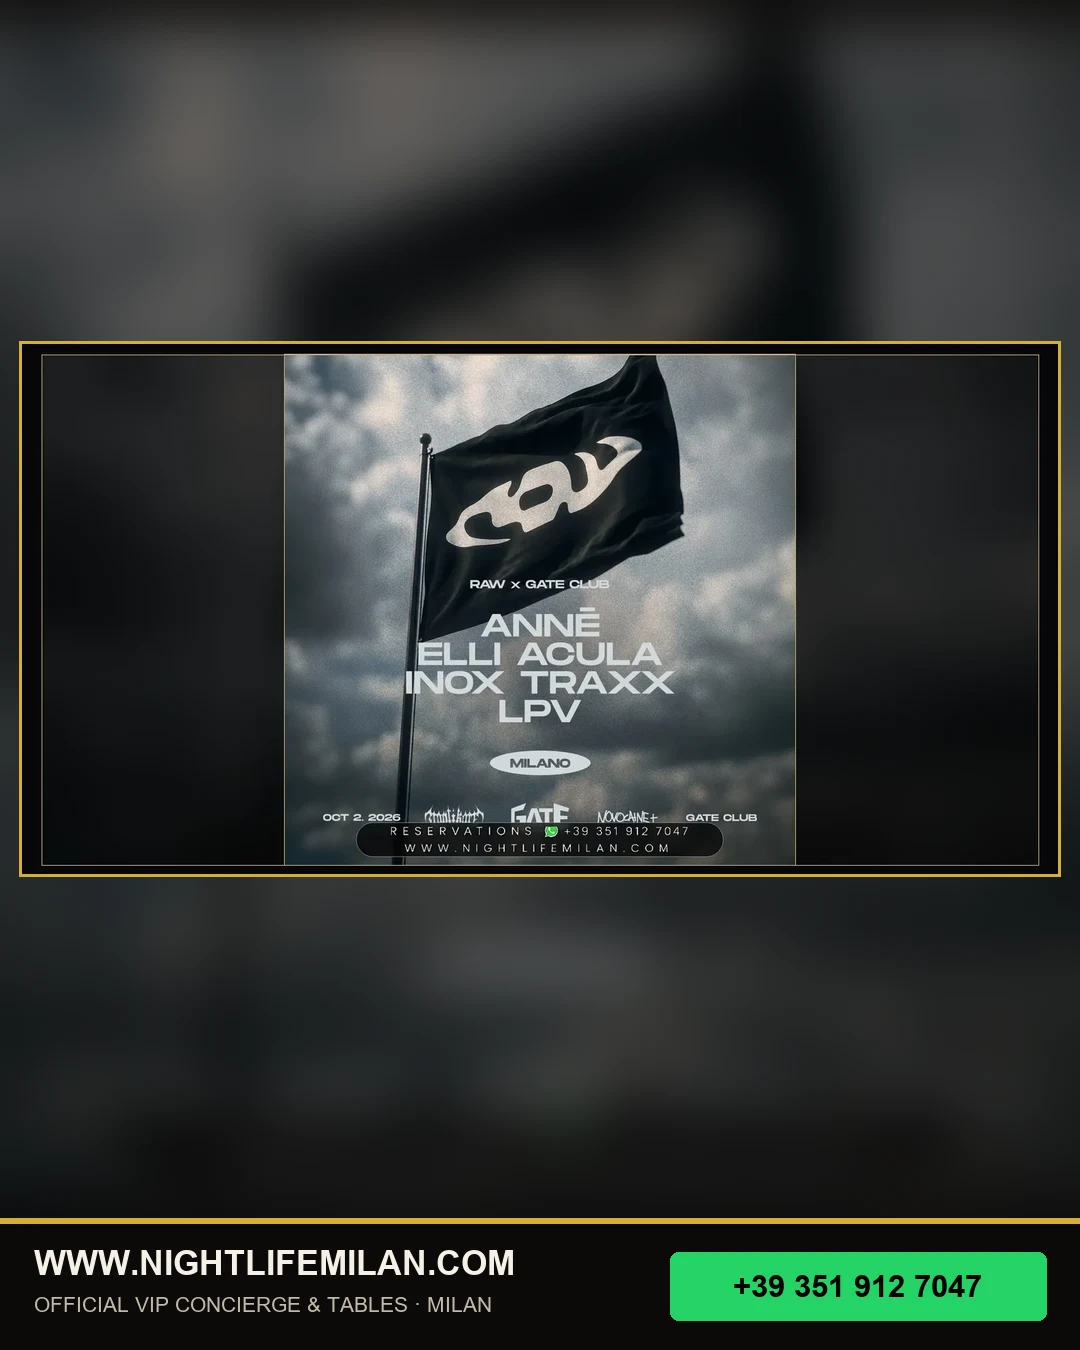 RAW x GATE CLUB
ANNĒ
ELLI ACULA
INOX TRAXX
LPV
MILANO
OCT 2. 2026 GATE NOVOCAINE+ GATE CLUB
RESERVATIONS +39 351 912 7047
WWW.NIGHTLIFEMILAN.COM
WWW.NIGHTLIFEMILAN.COM
OFFICIAL VIP CONCIERGE & TABLES · MILAN
+39 351 912 7047